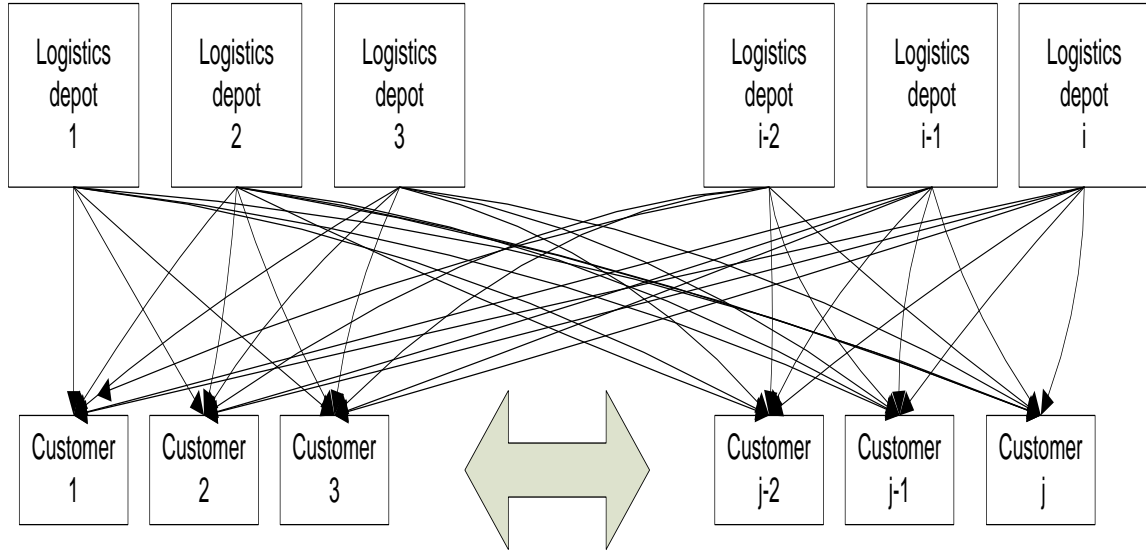 Logistics
depot
1
Logistics
depot
2
Logistics
depot
3
Logistics
depot
i-2
Logistics
depot
i-1
Logistics
depot
i
Customer
1
Customer
2
Customer
3
Customer
j-2
Customer
j-1
Customer
j